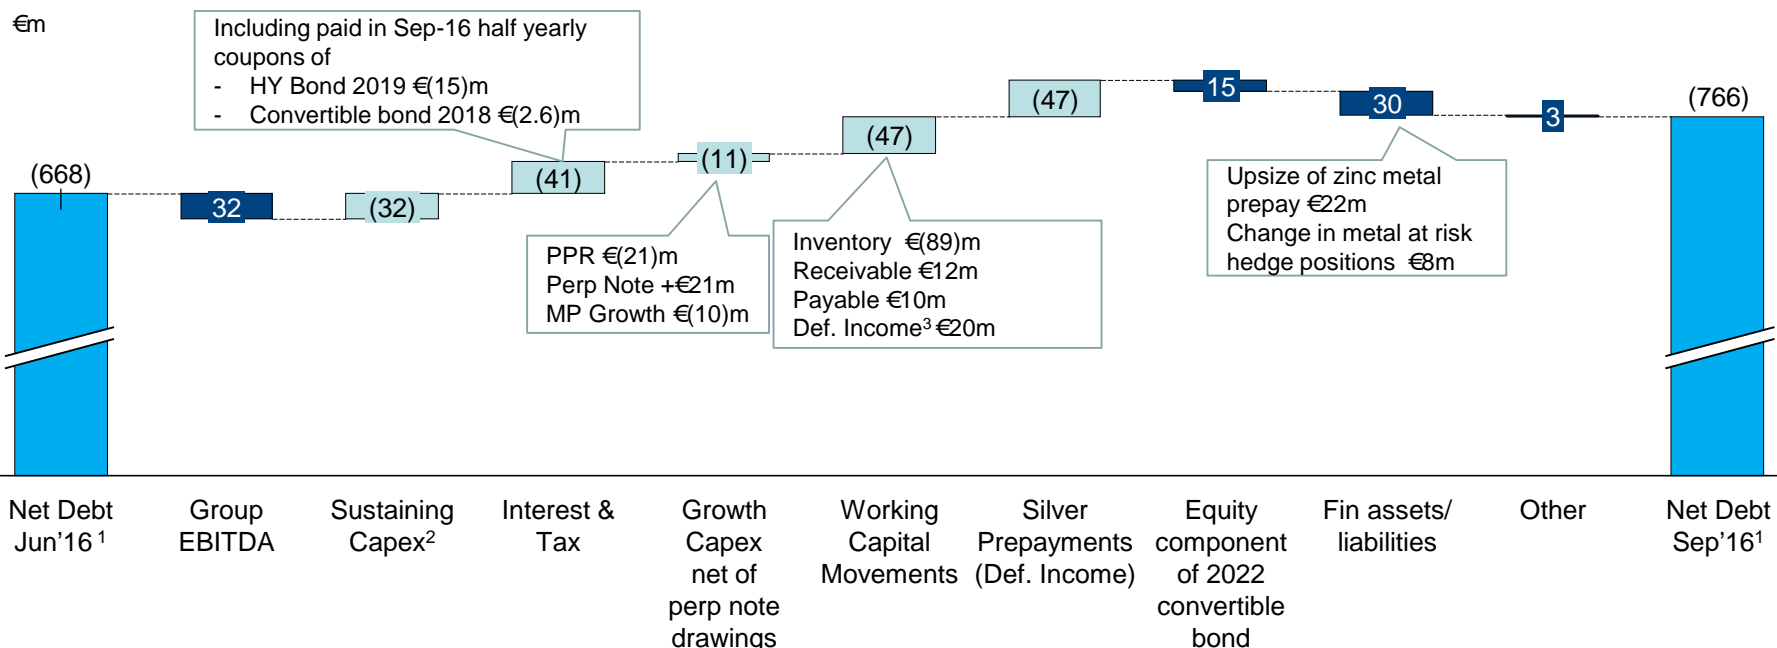 €m
Including paid in Sep-16 half yearly
coupons of
- HY Bond 2019 €(15)m
- Convertible bond 2018 €(2.6)m
(668)
32
(32)
(41)
(11)
(47)
(47)
15
30
3
(766)
PPR €(21)m
Perp Note +€21m
MP Growth €(10)m
Inventory €(89)m
Receivable €12m
Payable €10m
Def. Income³ €20m
Upsize of zinc metal
prepay €22m
Change in metal at risk
hedge positions €8m
Net Debt
Jun'16 ¹
Group
EBITDA
Sustaining
Capex²
Interest &
Tax
Growth
Capex
net of
perp note
drawings
Working
Capital
Movements
Silver
Prepayments
(Def. Income)
Equity
component
of 2022
convertible
bond
Fin assets/
liabilities
Other
Net Debt
Sep'16¹